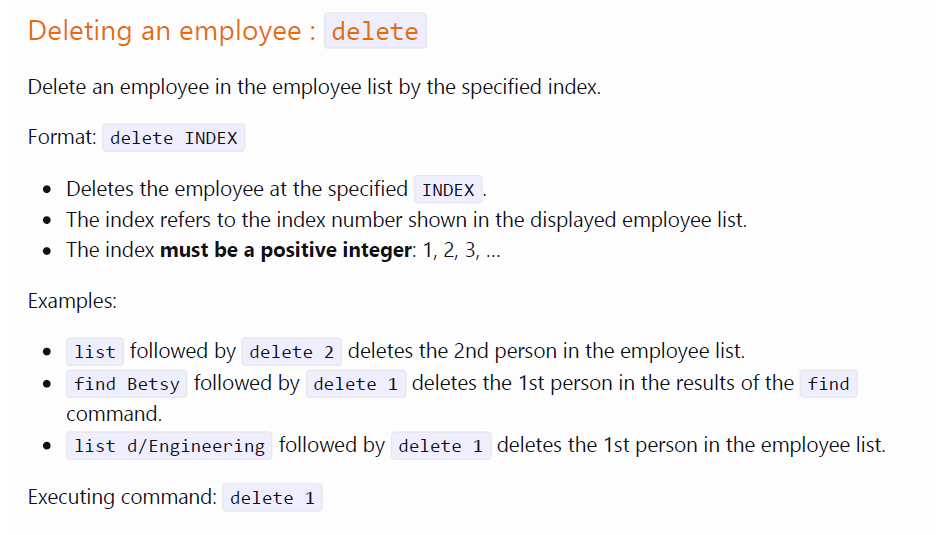 Deleting an employee : delete
Delete an employee in the employee list by the specified index.
Format: delete INDEX
• Deletes the employee at the specified INDEX.
• The index refers to the index number shown in the displayed employee list.
• The index must be a positive integer: 1, 2, 3, …
Examples:
• list followed by delete 2 deletes the 2nd person in the employee list.
• find Betsy followed by delete 1 deletes the 1st person in the results of the find
command.
• list d/Engineering followed by delete 1 deletes the 1st person in the employee list.
Executing command: delete 1